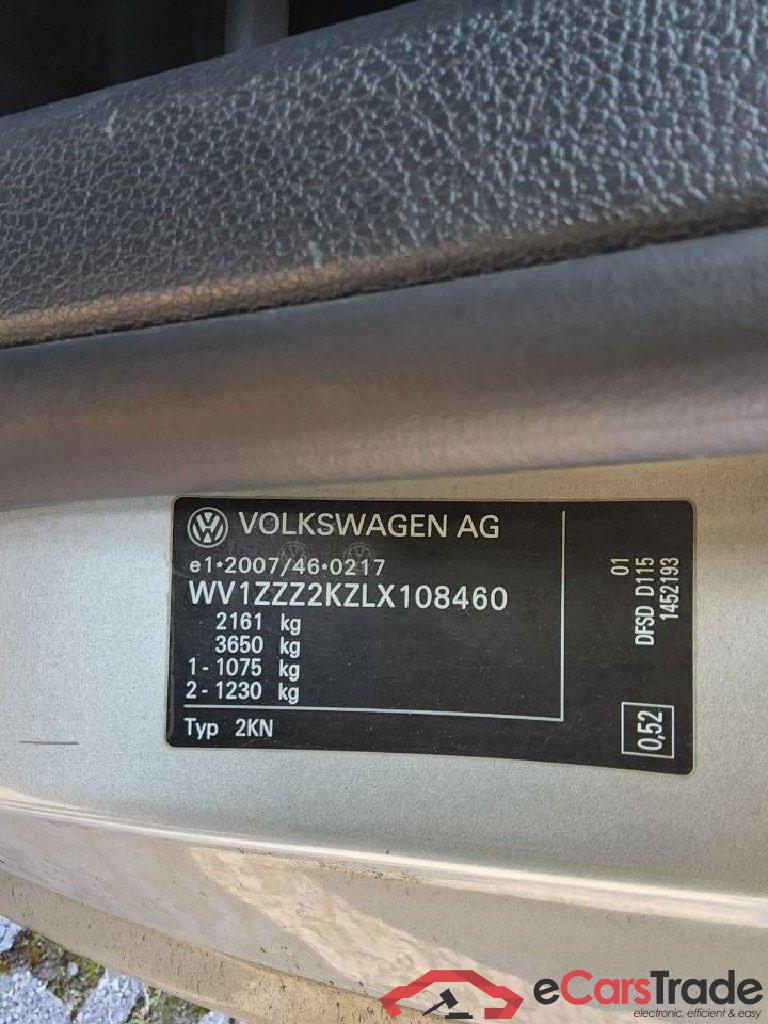 VOLKSWAGEN AG
e1*2007/46*0217
WV1ZZZ2KZLX108460
2161 kg
3650 kg
1 - 1075 kg
2 - 1230 kg
Typ 2KN
01
DFSD D115
1452193
0,52
eCarsTrade
electronic, efficient & easy